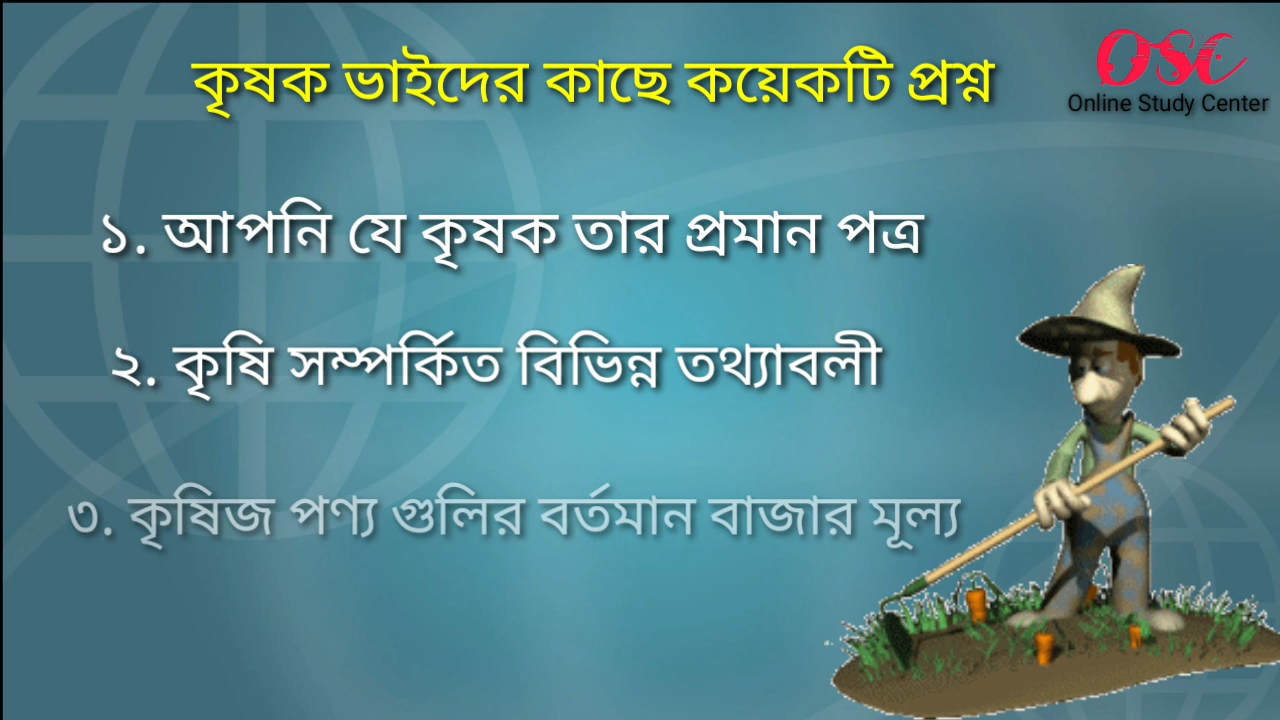 কৃষক ভাইদের কাছে কয়েকটি প্রশ্ন
OSC
Online Study Center
১. আপনি যে কৃষক তার প্রমান পত্র
২. কৃষি সম্পর্কিত বিভিন্ন তথ্যাবলী
৩. কৃষিজ পণ্য গুলির বর্তমান বাজার মূল্য